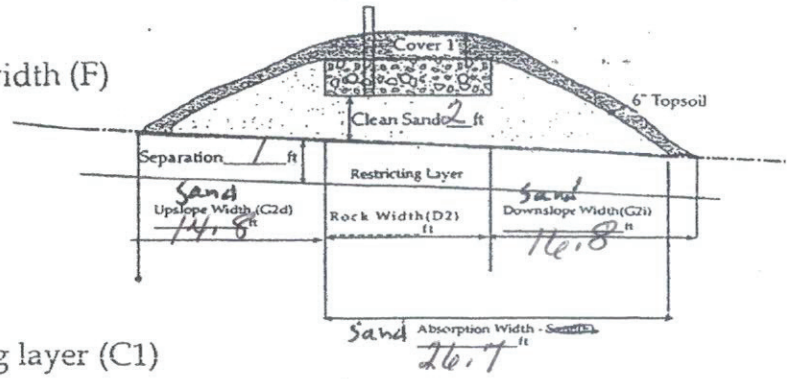 Cover 1'
width (F)
6" Topsoil
Clean Sand 2 ft
Separation 1 ft
Restricting Layer
Sand Sand
Upslope Width (G2d) Rock Width (D2) Downslope Width (G2i)
14.8 ft ft 16.8 ft
Sand Absorption Width -
26.7 ft
g layer (C1)